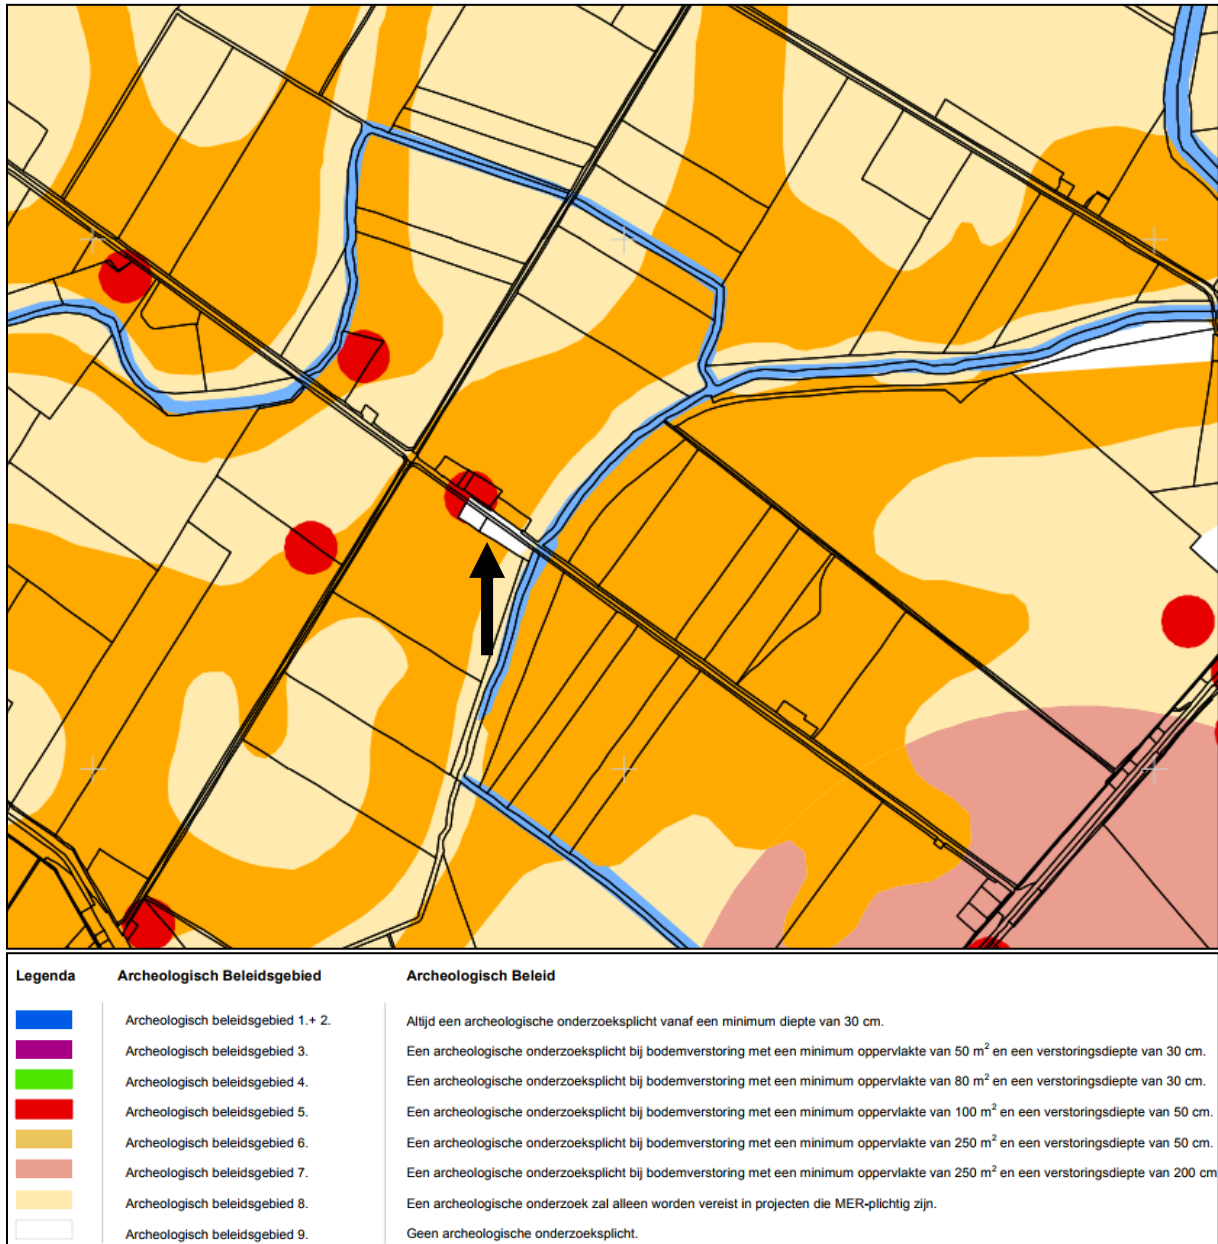 Legenda Archeologisch Beleidsgebied Archeologisch Beleid
Archeologisch beleidsgebied 1.+ 2. Altijd een archeologische onderzoeksplicht vanaf een minimum diepte van 30 cm.
Archeologisch beleidsgebied 3. Een archeologische onderzoeksplicht bij bodemverstoring met een minimum oppervlakte van 50 m² en een verstoringsdiepte van 30 cm.
Archeologisch beleidsgebied 4. Een archeologische onderzoeksplicht bij bodemverstoring met een minimum oppervlakte van 80 m² en een verstoringsdiepte van 30 cm.
Archeologisch beleidsgebied 5. Een archeologische onderzoeksplicht bij bodemverstoring met een minimum oppervlakte van 100 m² en een verstoringsdiepte van 50 cm.
Archeologisch beleidsgebied 6. Een archeologische onderzoeksplicht bij bodemverstoring met een minimum oppervlakte van 250 m² en een verstoringsdiepte van 50 cm.
Archeologisch beleidsgebied 7. Een archeologische onderzoeksplicht bij bodemverstoring met een minimum oppervlakte van 250 m² en een verstoringsdiepte van 200 cm
Archeologisch beleidsgebied 8. Een archeologische onderzoek zal alleen worden vereist in projecten die MER-plichtig zijn.
Archeologisch beleidsgebied 9. Geen archeologische onderzoeksplicht.